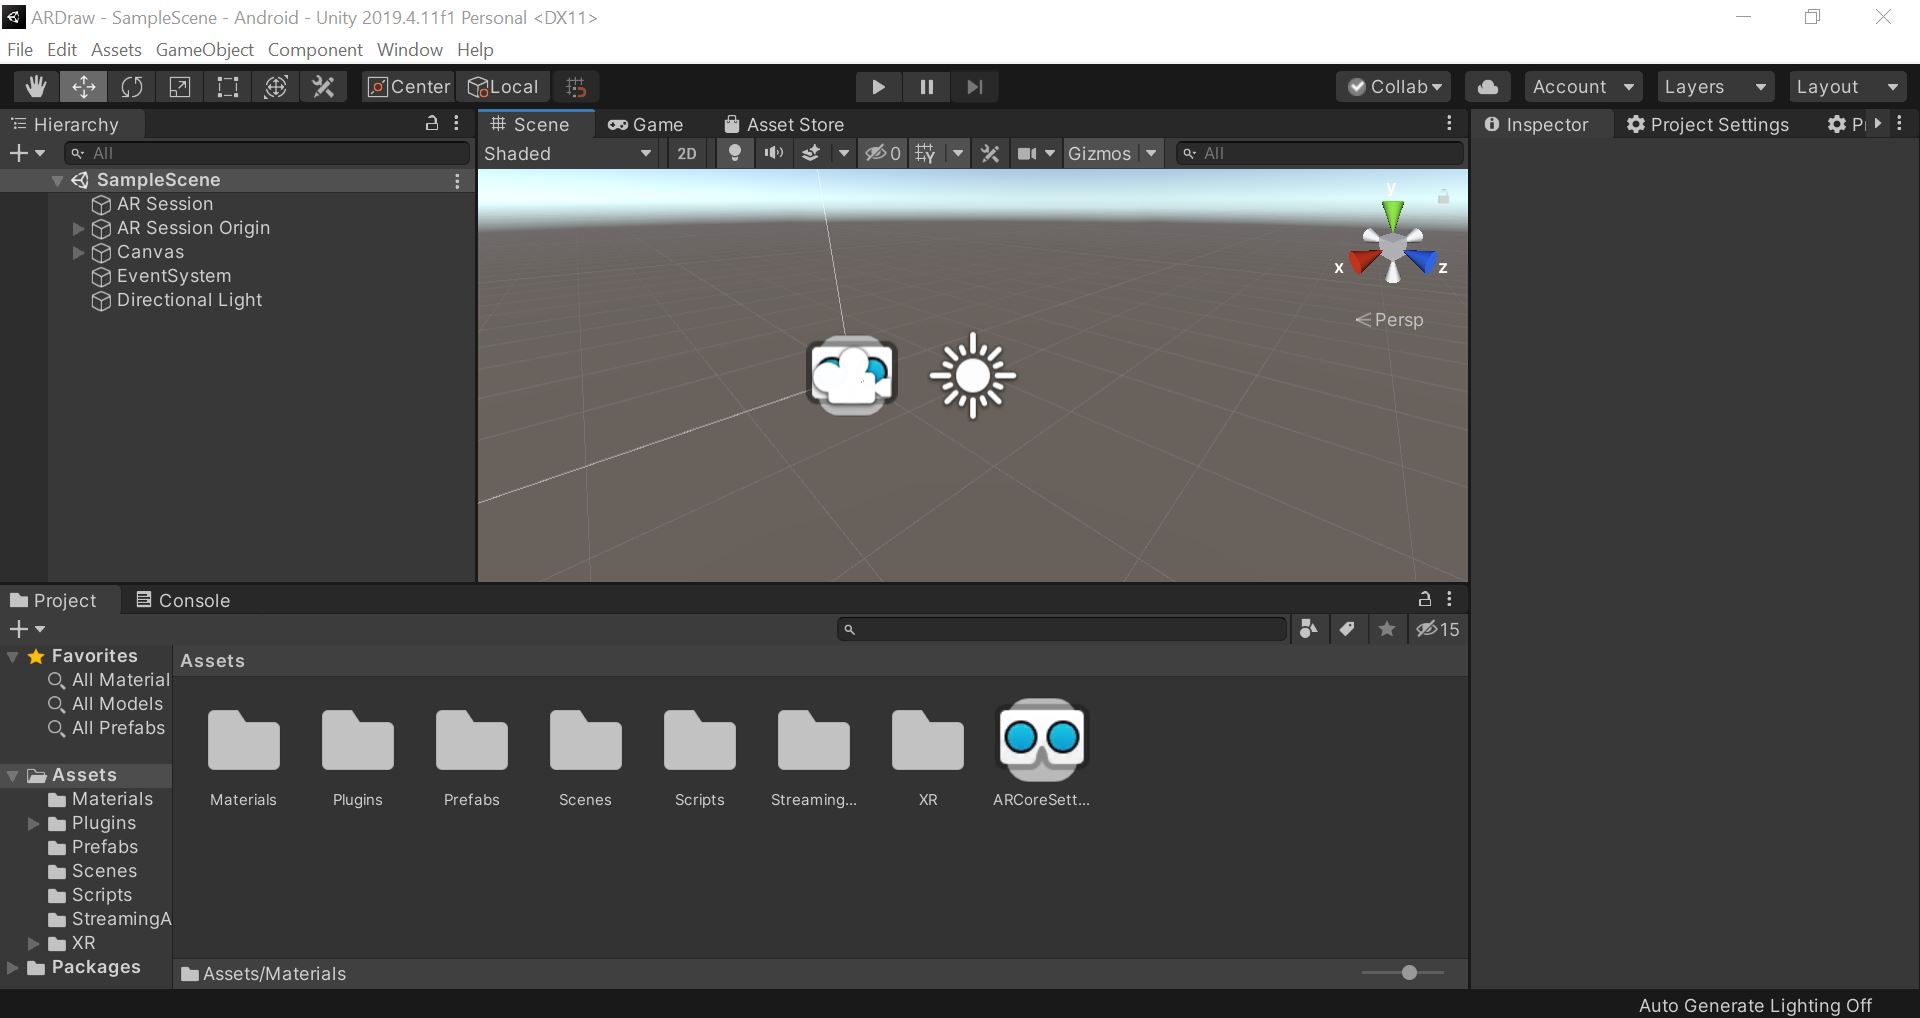 ARDraw - SampleScene - Android - Unity 2019.4.11f1 Personal <DX11>
File Edit Assets GameObject Component Window Help
Center Local Collab Account Layers Layout
Hierarchy
All
SampleScene
AR Session
AR Session Origin
Canvas
EventSystem
Directional Light
Scene Game Asset Store
Shaded 2D 0 Gizmos All
y
x z
Persp
Inspector Project Settings
Project Console
15
Favorites
All Material
All Models
All Prefabs
Assets
Materials
Plugins
Prefabs
Scenes
Scripts
StreamingA
XR
Packages
Assets
Materials Plugins Prefabs Scenes Scripts Streaming... XR ARCoreSett...
Assets/Materials
Auto Generate Lighting Off